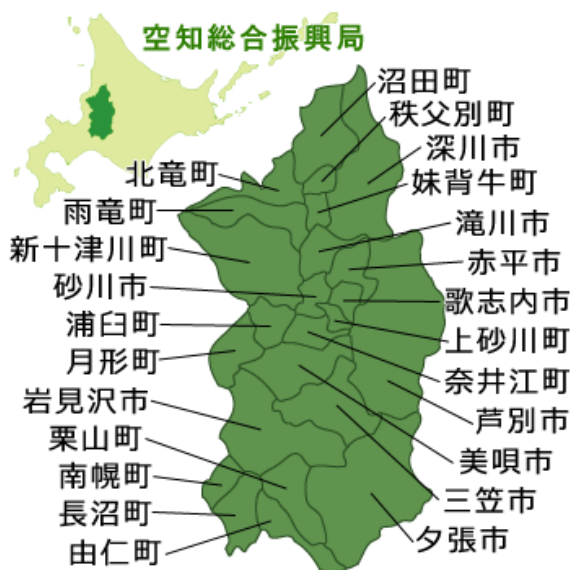 空知総合振興局
沼田町
秩父別町
深川市
妹背牛町
滝川市
赤平市
歌志内市
上砂川町
奈井江町
芦別市
美唄市
三笠市
夕張市
北竜町
雨竜町
新十津川町
砂川市
浦臼町
月形町
岩見沢市
栗山町
南幌町
長沼町
由仁町